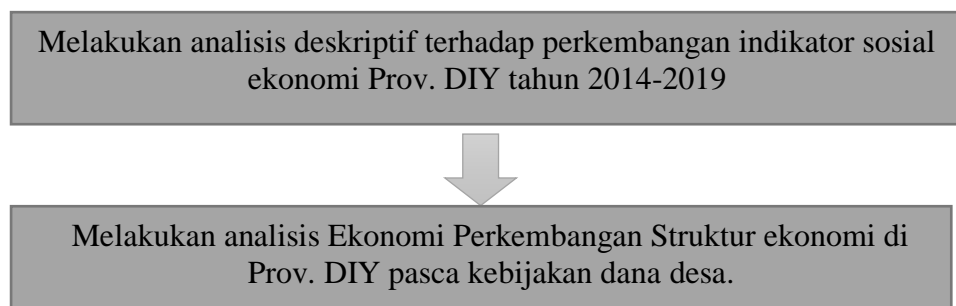 Melakukan analisis deskriptif terhadap perkembangan indikator sosial
ekonomi Prov. DIY tahun 2014-2019
Melakukan analisis Ekonomi Perkembangan Struktur ekonomi di
Prov. DIY pasca kebijakan dana desa.